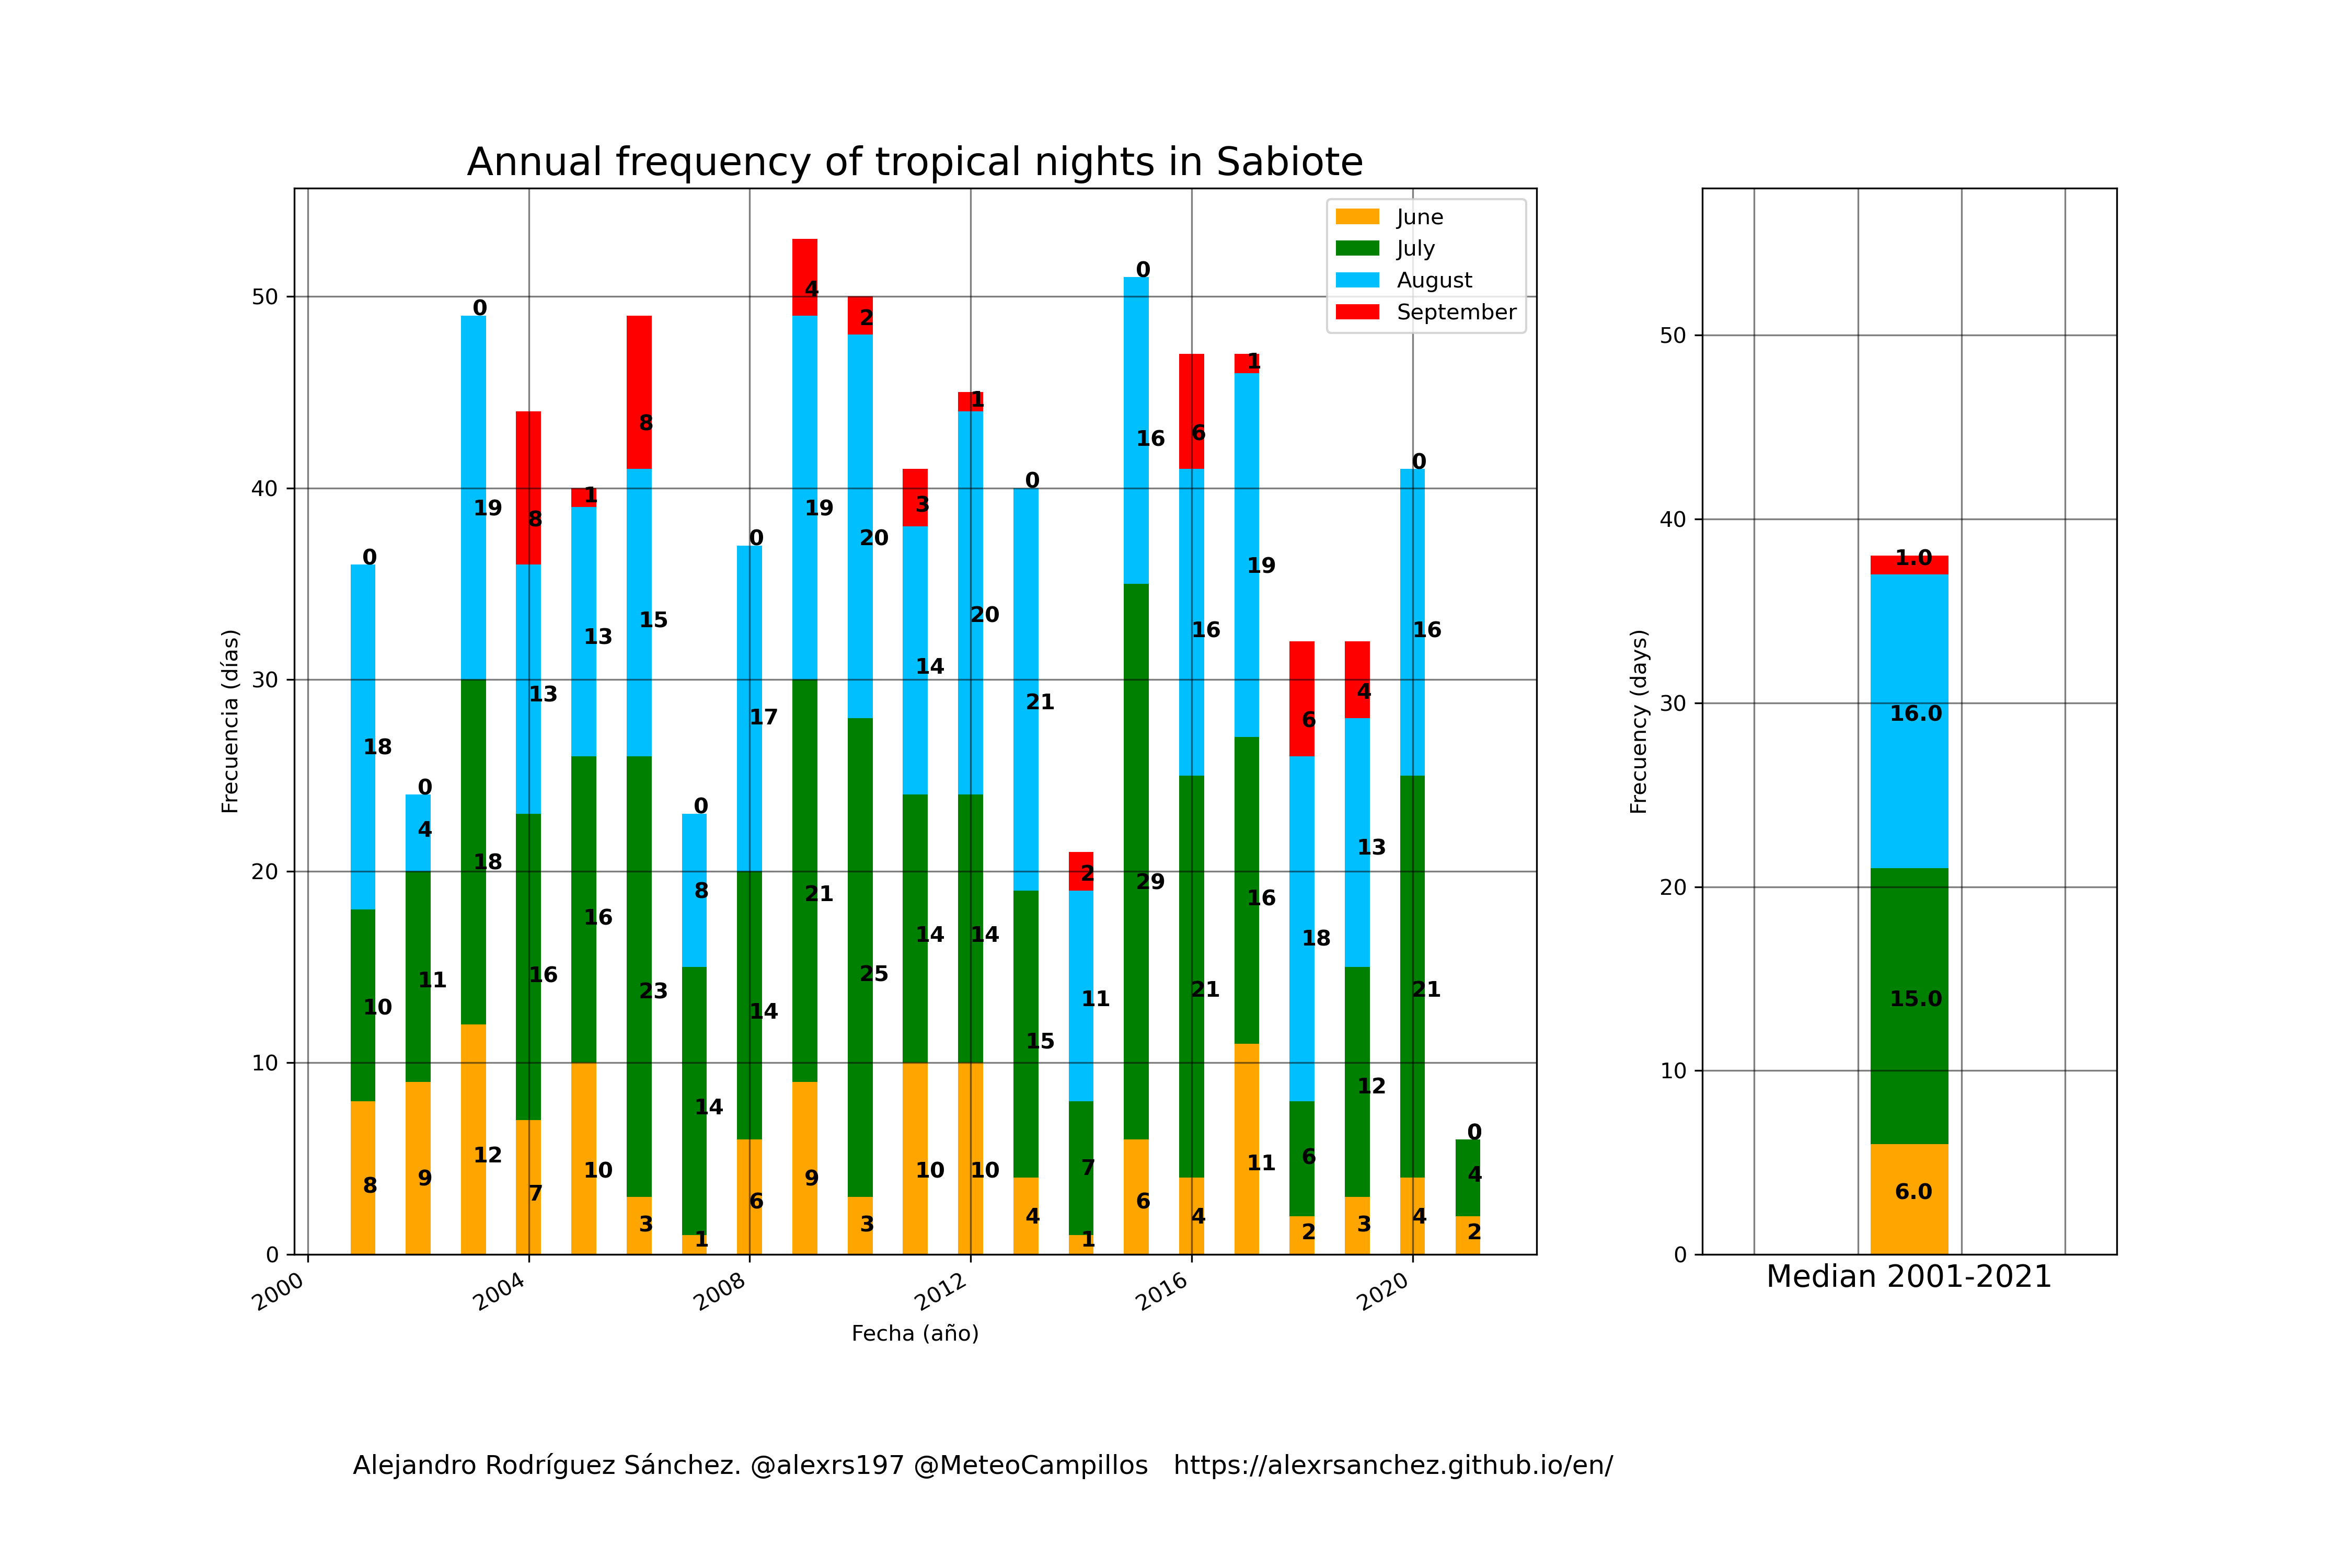 Annual frequency of tropical nights in Sabiote
June
July
August
September
Frecuencia (días)
50
40
30
20
10
0
0 0 0 8 1 8 0 0 4 2 3 1 0 2 0 6 1 6 4 0 0
18 4 19 13 13 15 8 17 19 20 14 20 21 11 16 16 19 18 13 16
10 11 18 16 16 23 14 14 21 25 14 14 15 7 29 21 16 6 12 21 4
8 9 12 7 10 3 1 6 9 3 10 10 4 1 6 4 11 2 3 4 2
2000 2004 2008 2012 2016 2020
Fecha (año)
Frecuency (days)
50
40
30
20
10
0
1.0
16.0
15.0
6.0
Median 2001-2021
Alejandro Rodríguez Sánchez. @alexrs197 @MeteoCampillos https://alexrsanchez.github.io/en/